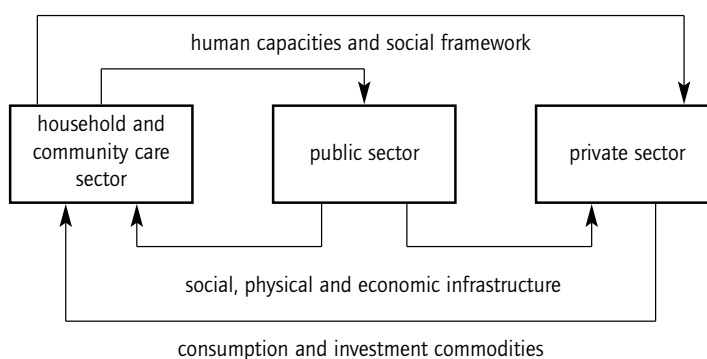 human capacities and social framework
household and
community care
sector
public sector
private sector
social, physical and economic infrastructure
consumption and investment commodities